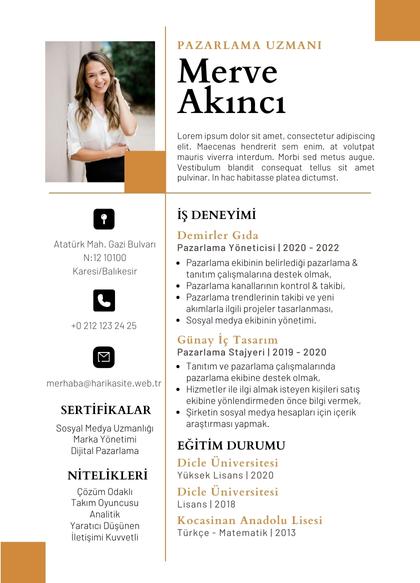 PAZARLAMA UZMANI
Merve
Akıncı
Lorem ipsum dolor sit amet, consectetur adipiscing
elit. Maecenas hendrerit sem enim, at volutpat
mauris viverra interdum. Morbi sed metus augue.
Vestibulum blandit consequat tellus sit amet
pulvinar. In hac habitasse platea dictumst.
Atatürk Mah. Gazi Bulvarı
N:12 10100
Karesi/Balıkesir
+0 212 123 24 25
merhaba@harikasite.web.tr
SERTİFİKALAR
Sosyal Medya Uzmanlığı
Marka Yönetimi
Dijital Pazarlama
NİTELİKLERİ
Çözüm Odaklı
Takım Oyuncusu
Analitik
Yaratıcı Düşünen
İletişimi Kuvvetli
İŞ DENEYİMİ
Demirler Gıda
Pazarlama Yöneticisi | 2020 - 2022
• Pazarlama ekibinin belirlediği pazarlama &
tanıtım çalışmalarına destek olmak,
• Pazarlama kanallarının kontrol & takibi,
• Pazarlama trendlerinin takibi ve yeni
akımlarla ilgili projeler tasarlanması,
• Sosyal medya ekibinin yönetimi.
Günay İç Tasarım
Pazarlama Stajyeri | 2019 - 2020
• Tanıtım ve pazarlama çalışmalarında
pazarlama ekibine destek olmak,
• Hizmetler ile ilgi almak isteyen kişileri satış
ekibine yönlendirmeden önce bilgi vermek,
• Şirketin sosyal medya hesapları için içerik
araştırması yapmak.
EĞİTİM DURUMU
Dicle Üniversitesi
Yüksek Lisans | 2020
Dicle Üniversitesi
Lisans | 2018
Kocasinan Anadolu Lisesi
Türkçe - Matematik | 2013